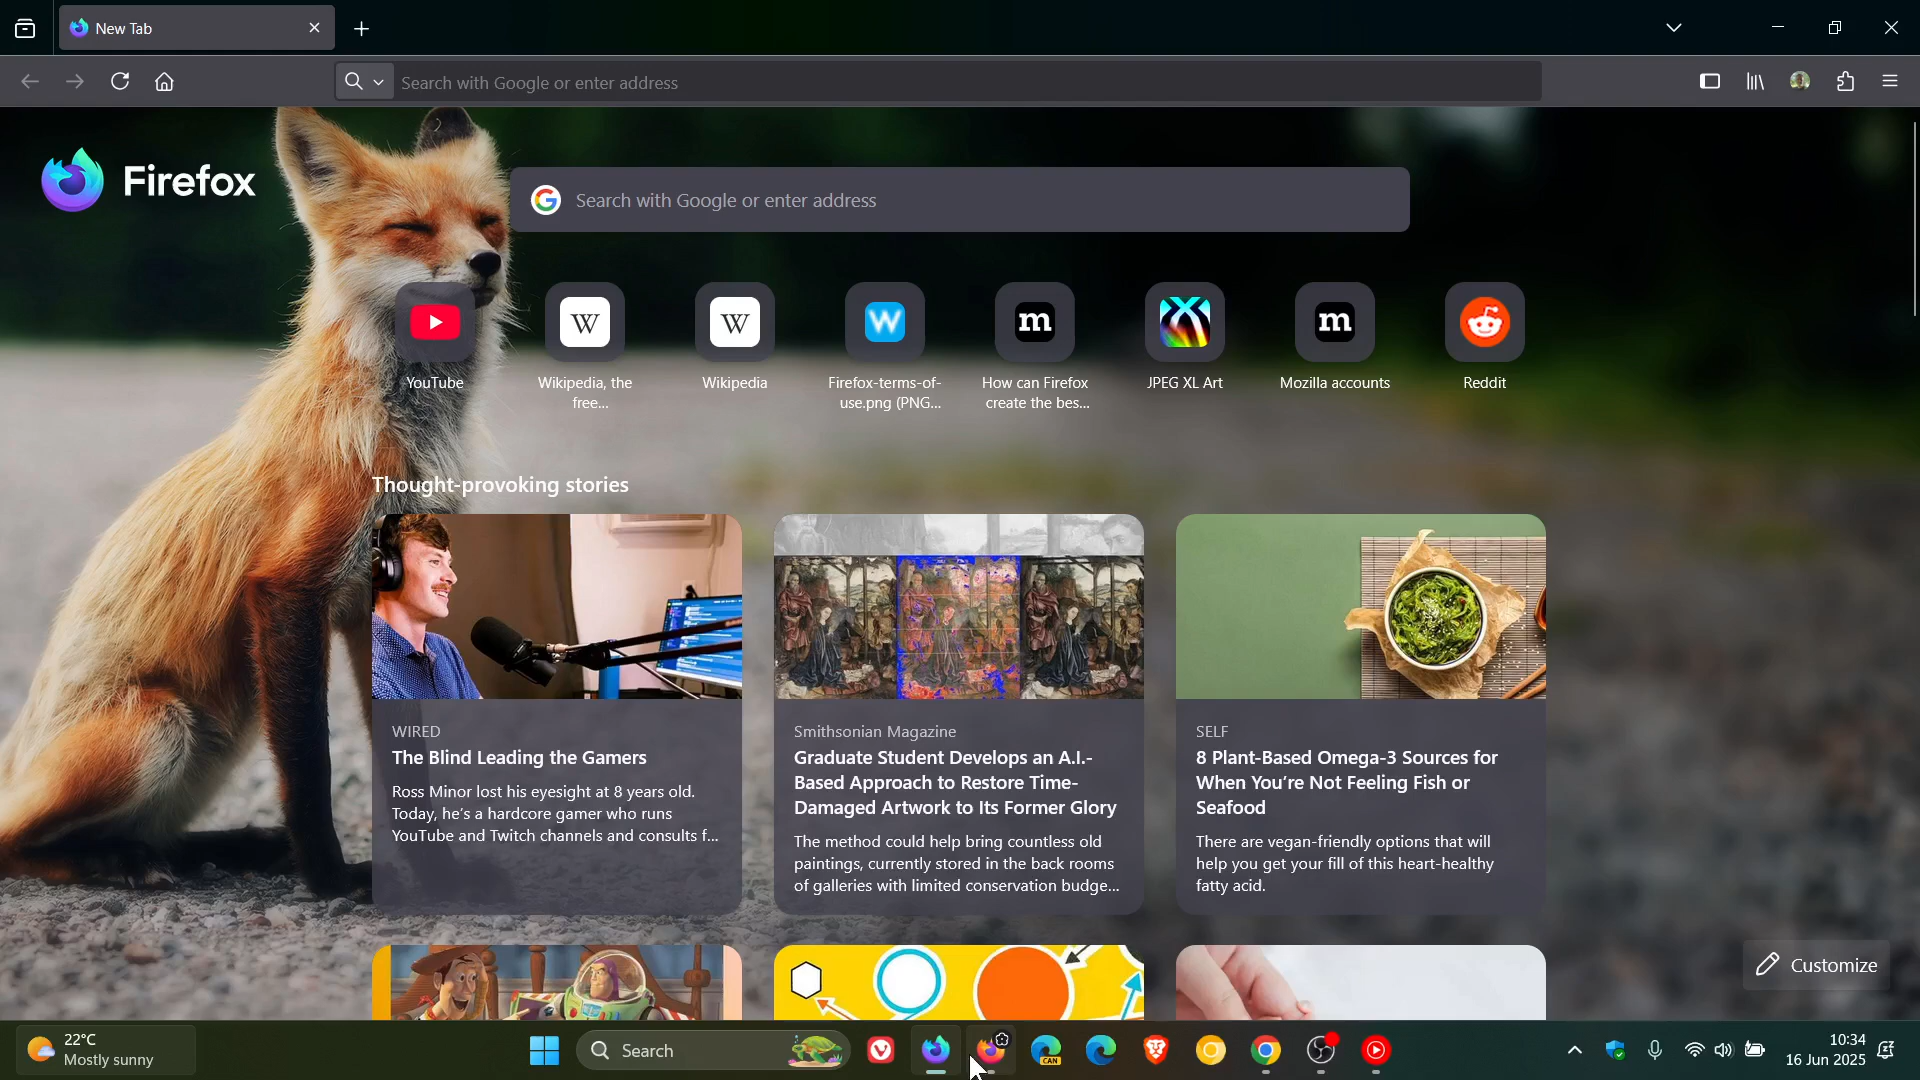 New Tab
Search with Google or enter address
Firefox
Search with Google or enter address
YouTube
Wikipedia, the
free...
Wikipedia
Firefox-terms-of-
use.png (PNG...
How can Firefox
create the bes...
JPEG XL Art
Mozilla accounts
Reddit
Thought-provoking stories
WIRED
The Blind Leading the Gamers
Ross Minor lost his eyesight at 8 years old.
Today, he's a hardcore gamer who runs
YouTube and Twitch channels and consults f...
Smithsonian Magazine
Graduate Student Develops an A.I.-
Based Approach to Restore Time-
Damaged Artwork to Its Former Glory
The method could help bring countless old
paintings, currently stored in the back rooms
of galleries with limited conservation budge...
SELF
8 Plant-Based Omega-3 Sources for
When You're Not Feeling Fish or
Seafood
There are vegan-friendly options that will
help you get your fill of this heart-healthy
fatty acid.
Customize
22°C
Mostly sunny
Search
CAN
10:34
16 Jun 2025